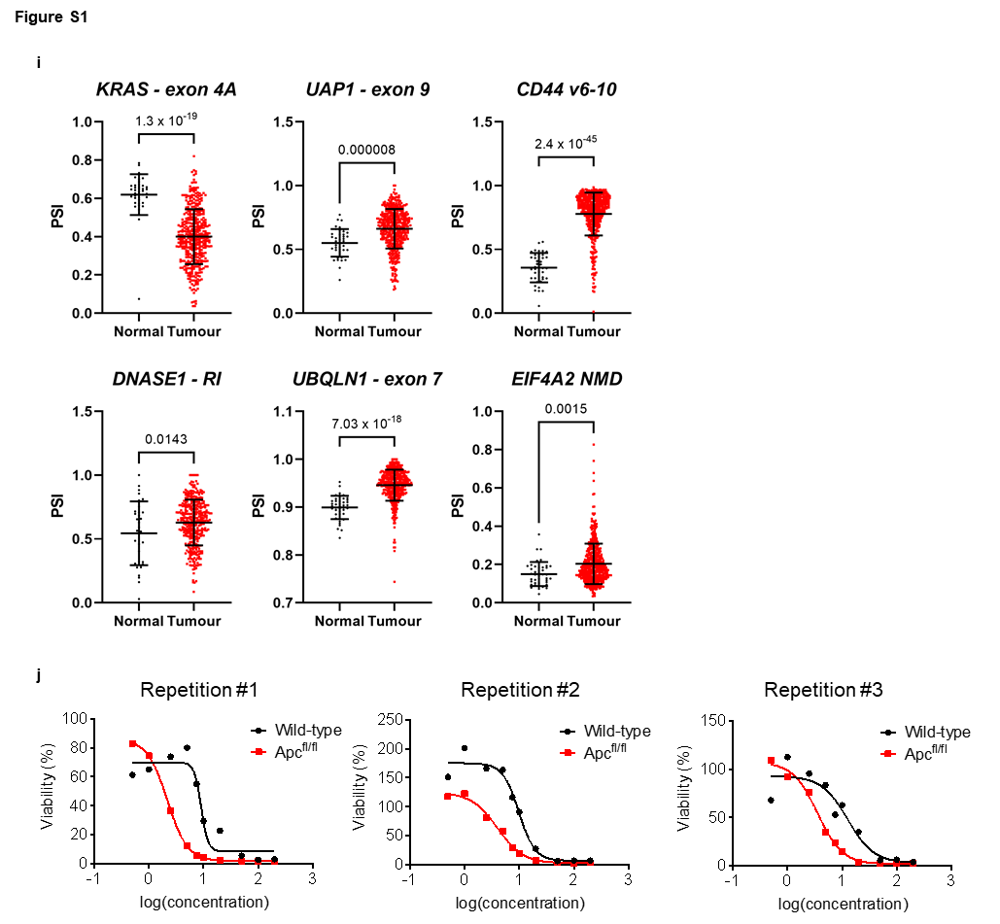 Figure S1
i
KRAS - exon 4A
1.3 x 10-19
PSI
1.0
0.8
0.6
0.4
0.2
0.0
Normal Tumour
UAP1 - exon 9
0.000008
PSI
1.5
1.0
0.5
0.0
Normal Tumour
CD44 v6-10
2.4 x 10-45
PSI
1.5
1.0
0.5
0.0
Normal Tumour
DNASE1 - RI
0.0143
PSI
1.5
1.0
0.5
0.0
Normal Tumour
UBQLN1 - exon 7
7.03 x 10-18
PSI
1.1
1.0
0.9
0.8
0.7
Normal Tumour
EIF4A2 NMD
0.0015
PSI
1.0
0.8
0.6
0.4
0.2
0.0
Normal Tumour
j
Repetition #1
Wild-type
Apcfl/fl
Viability (%)
100
80
60
40
20
0
-1 0 1 2 3
log(concentration)
Repetition #2
Wild-type
Apcfl/fl
Viability (%)
250
200
150
100
50
0
-1 0 1 2 3
log(concentration)
Repetition #3
Wild-type
Apcfl/fl
Viability (%)
150
100
50
0
-1 0 1 2 3
log(concentration)